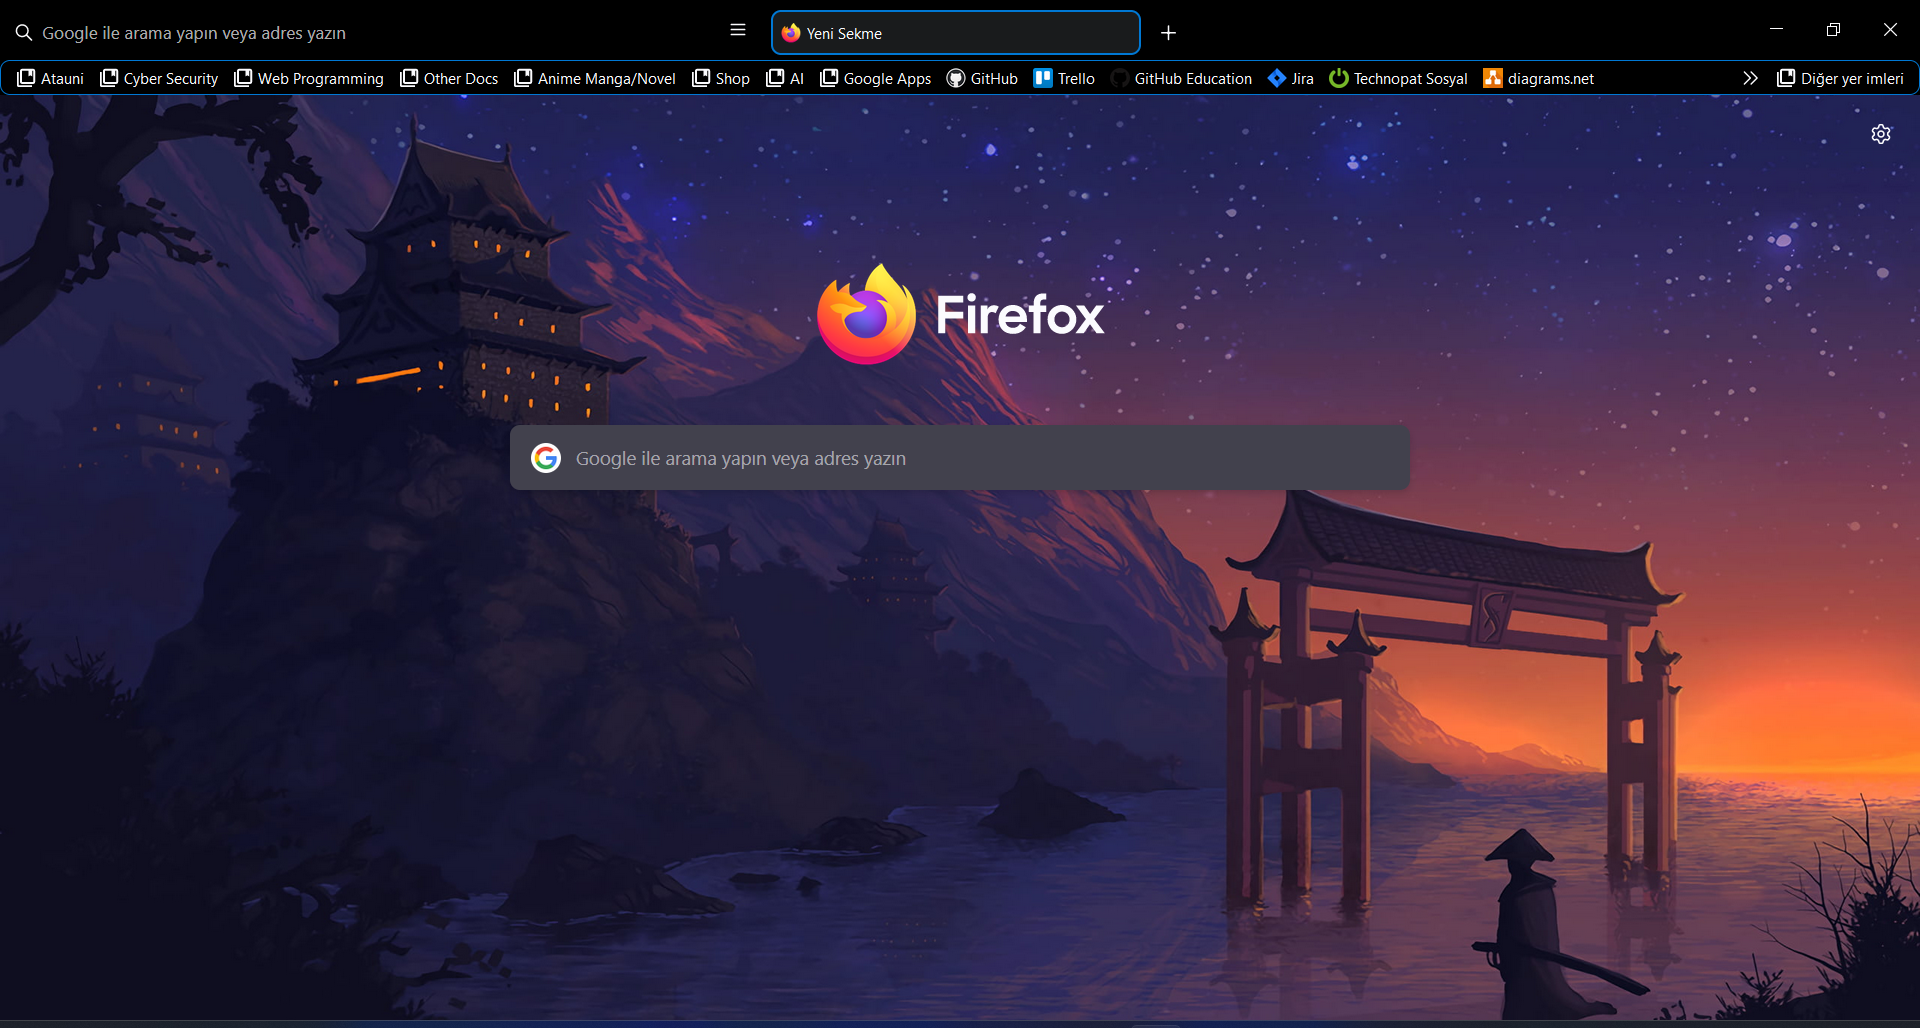 Google ile arama yapın veya adres yazın
Yeni Sekme
Atauni Cyber Security Web Programming Other Docs Anime Manga/Novel Shop AI Google Apps GitHub Trello GitHub Education Jira Technopat Sosyal diagrams.net Diğer yer imleri
Firefox
Google ile arama yapın veya adres yazın